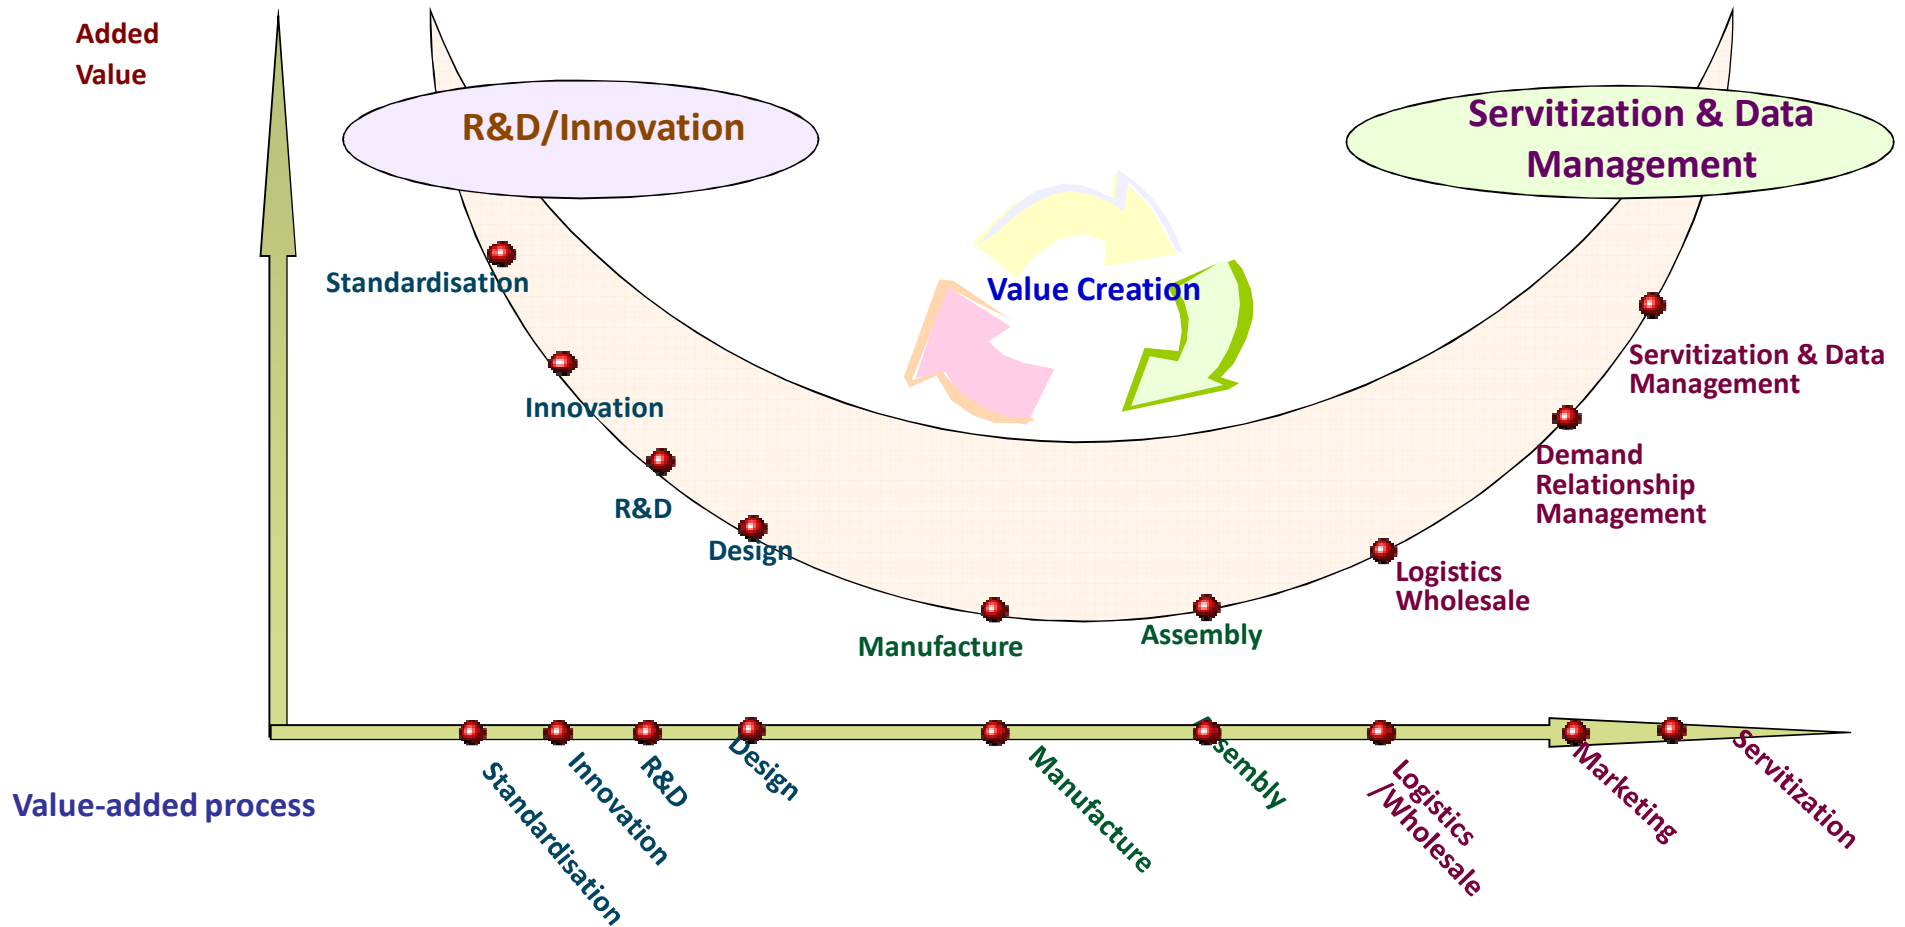 Added
Value
R&D/Innovation
Servitization & Data
Management
Value Creation
Standardisation
Innovation
R&D
Design
Manufacture
Assembly
Logistics
Wholesale
Demand
Relationship
Management
Servitization & Data
Management
Value-added process
Standardisation
Innovation
R&D
Design
Manufacture
Assembly
Logistics
/Wholesale
Marketing
Servitization